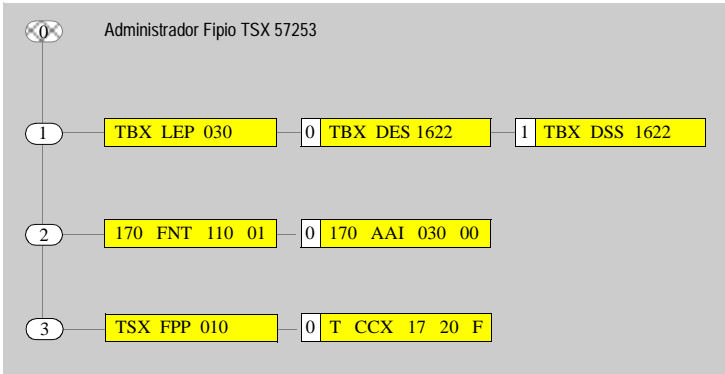 0 Administrador Fipio TSX 57253
1 TBX LEP 030 0 TBX DES 1622 1 TBX DSS 1622
2 170 FNT 110 01 0 170 AAI 030 00
3 TSX FPP 010 0 T CCX 17 20 F